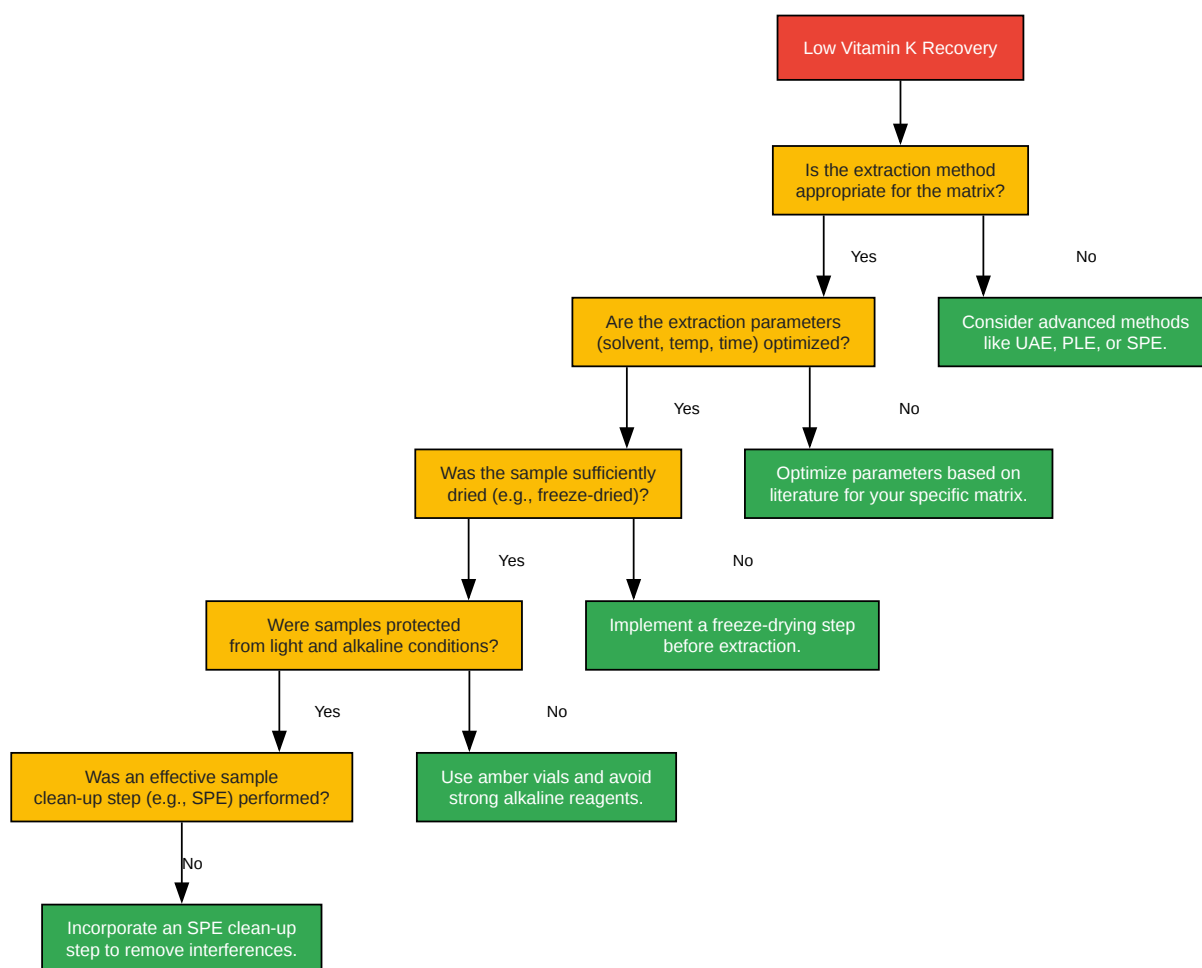 Low Vitamin K Recovery
Is the extraction method
appropriate for the matrix?
Yes
No
Are the extraction parameters
(solvent, temp, time) optimized?
Consider advanced methods
like UAE, PLE, or SPE.
Yes
No
Was the sample sufficiently
dried (e.g., freeze-dried)?
Optimize parameters based on
literature for your specific matrix.
Yes
No
Were samples protected
from light and alkaline conditions?
Implement a freeze-drying step
before extraction.
Yes
No
Was an effective sample
clean-up step (e.g., SPE) performed?
Use amber vials and avoid
strong alkaline reagents.
No
Incorporate an SPE clean-up
step to remove interferences.